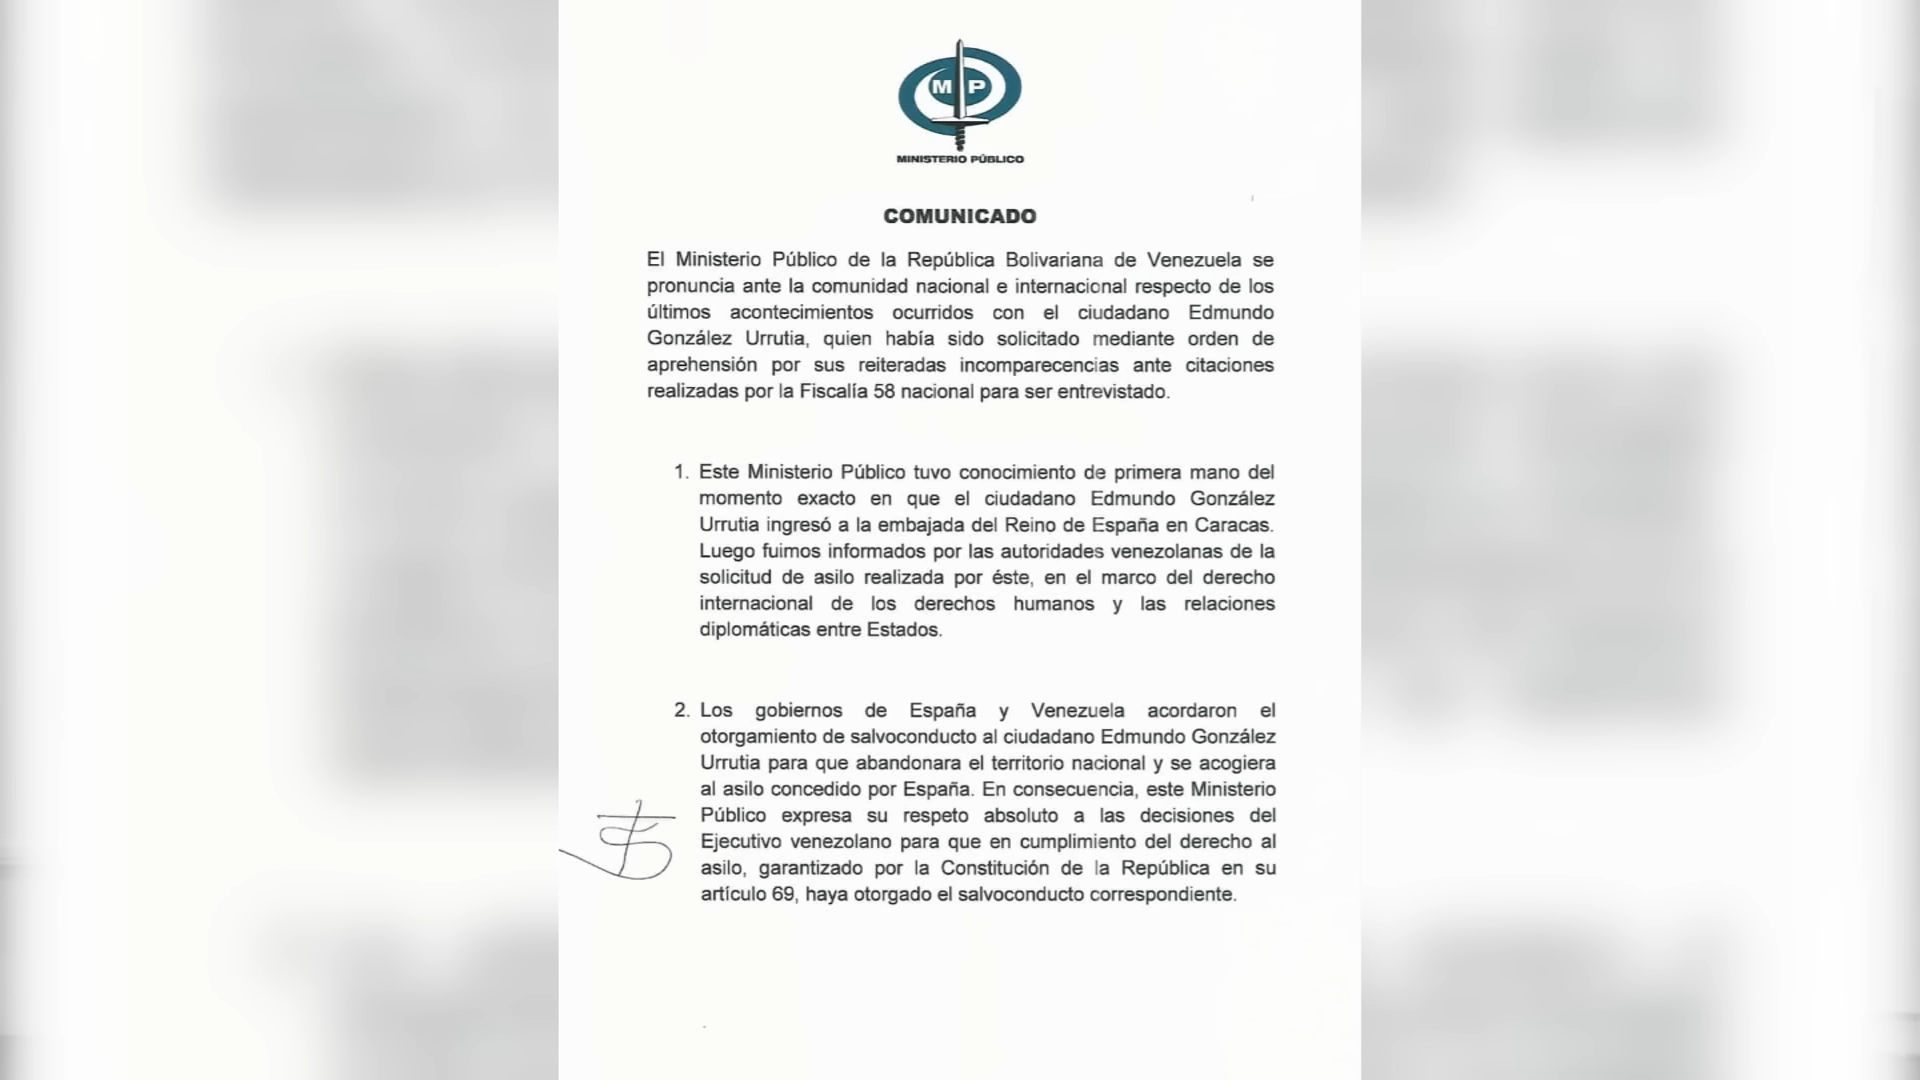 MP
MINISTERIO PÚBLICO
COMUNICADO
El Ministerio Público de la República Bolivariana de Venezuela se
pronuncia ante la comunidad nacional e internacional respecto de los
últimos acontecimientos ocurridos con el ciudadano Edmundo
González Urrutia, quien había sido solicitado mediante orden de
aprehensión por sus reiteradas incomparecencias ante citaciones
realizadas por la Fiscalía 58 nacional para ser entrevistado.
1. Este Ministerio Público tuvo conocimiento de primera mano del
momento exacto en que el ciudadano Edmundo González
Urrutia ingresó a la embajada del Reino de España en Caracas.
Luego fuimos informados por las autoridades venezolanas de la
solicitud de asilo realizada por éste, en el marco del derecho
internacional de los derechos humanos y las relaciones
diplomáticas entre Estados.
2. Los gobiernos de España y Venezuela acordaron el
otorgamiento de salvoconducto al ciudadano Edmundo González
Urrutia para que abandonara el territorio nacional y se acogiera
al asilo concedido por España. En consecuencia, este Ministerio
Público expresa su respeto absoluto a las decisiones del
Ejecutivo venezolano para que en cumplimiento del derecho al
asilo, garantizado por la Constitución de la República en su
artículo 69, haya otorgado el salvoconducto correspondiente.